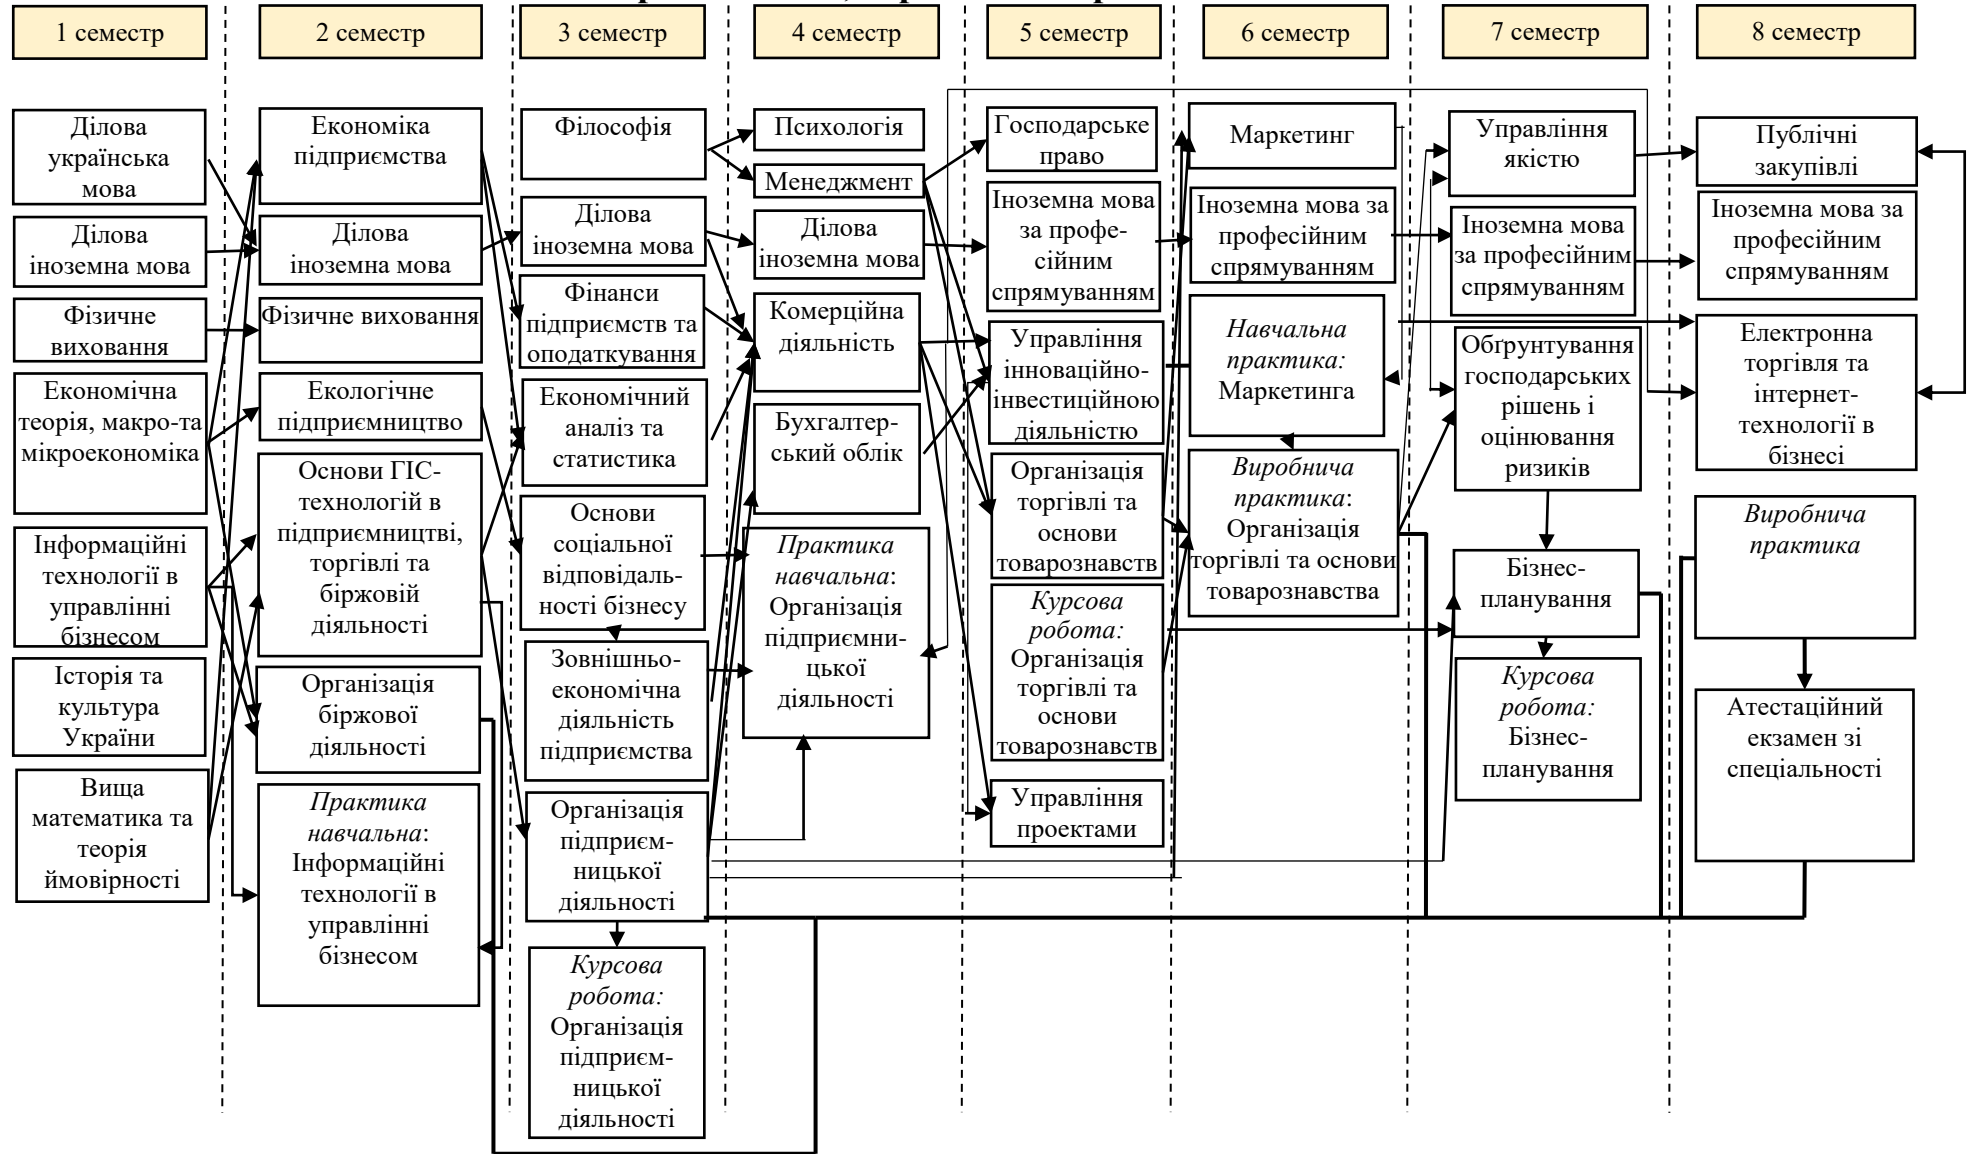 1 семестр
2 семестр
3 семестр
4 семестр
5 семестр
6 семестр
7 семестр
8 семестр
Ділова
українська
мова
Ділова
іноземна мова
Фізичне
виховання
Економічна
теорія, макро-та
мікроекономіка
Інформаційні
технології в
управлінні
бізнесом
Історія та
культура
України
Вища
математика та
теорія
ймовірності
Економіка
підприємства
Ділова
іноземна мова
Фізичне виховання
Екологічне
підприємництво
Основи ГІС-
технологій в
підприємництві,
торгівлі та
біржовій
діяльності
Організація
біржової
діяльності
Практика
навчальна:
Інформаційні
технології в
управлінні
бізнесом
Філософія
Ділова
іноземна мова
Фінанси
підприємств та
оподаткування
Економічний
аналіз та
статистика
Основи
соціальної
відповідаль-
ності бізнесу
Зовнішньо-
економічна
діяльність
підприємства
Організація
підприєм-
ницької
діяльності
Курсова
робота:
Організація
підприєм-
ницької
діяльності
Психологія
Менеджмент
Ділова
іноземна мова
Комерційна
діяльність
Бухгалтер-
ський облік
Практика
навчальна:
Організація
підприємни-
цької
діяльності
Господарське
право
Іноземна мова
за профе-
сійним
спрямуванням
Управління
інноваційно-
інвестиційною
діяльністю
Організація
торгівлі та
основи
товарознавств
Курсова
робота:
Організація
торгівлі та
основи
товарознавств
Управління
проектами
Маркетинг
Іноземна мова за
професійним
спрямуванням
Навчальна
практика:
Маркетинга
Виробнича
практика:
Організація
торгівлі та основи
товарознавства
Управління
якістю
Іноземна мова
за професійним
спрямуванням
Обґрунтування
господарських
рішень і
оцінювання
ризиків
Бізнес-
планування
Курсова
робота:
Бізнес-
планування
Публічні
закупівлі
Іноземна мова за
професійним
спрямуванням
Електронна
торгівля та
інтернет-
технології в
бізнесі
Виробнича
практика
Атестаційний
екзамен зі
спеціальності